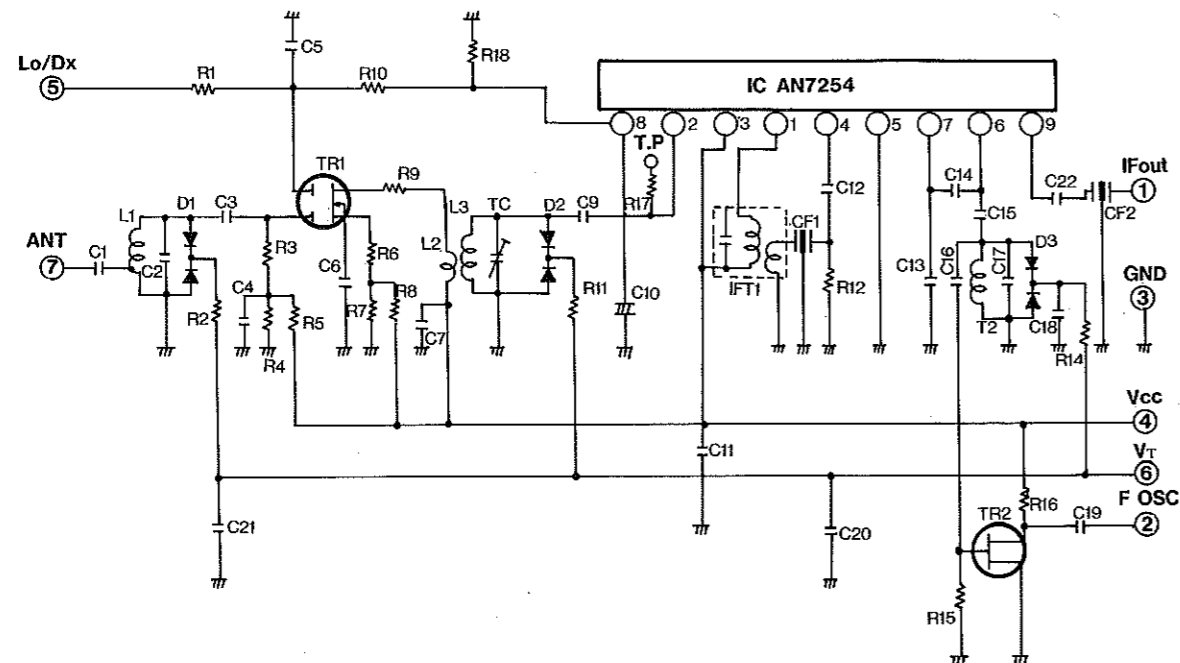 C5
R18
Lo/Dx
5
R1
R10
IC AN7254
8
2
3
1
4
5
7
6
9
T.P
TR1
R9
C12
C14
C22
IFout
1
CF2
L1
D1
C3
L3
TC
D2
C9
R17
C15
ANT
7
C1
C2
R3
R6
L2
CF1
C16
C17
D3
GND
3
C6
IFT1
R12
C13
C4
R2
R5
R7
R8
C7
R11
C10
T2
C18
R14
R4
Vcc
4
C11
VT
6
R16
F OSC
TR2
C19
2
C21
C20
R15